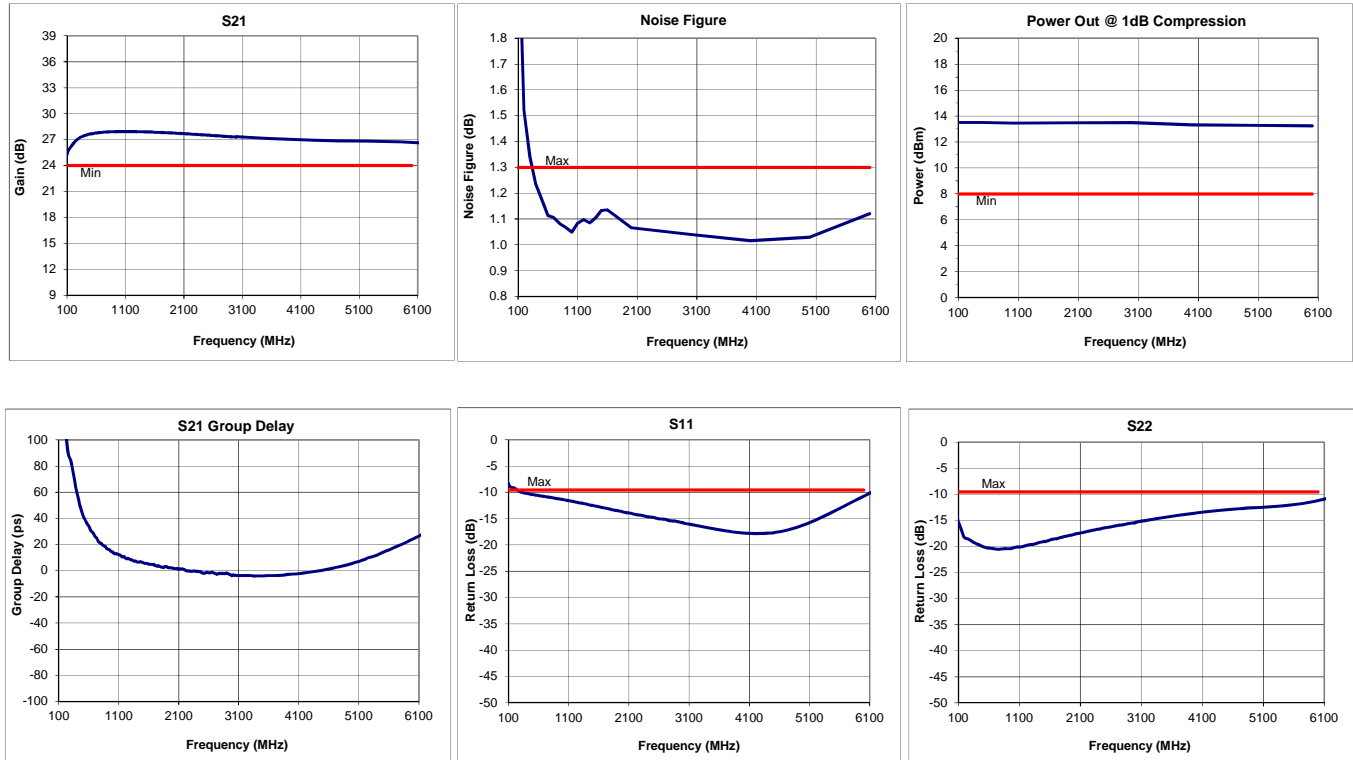 S21
Gain (dB)
39
36
33
30
27
24
21
18
15
12
9
Min
100 1100 2100 3100 4100 5100 6100
Frequency (MHz)
Noise Figure
Noise Figure (dB)
1.8
1.7
1.6
1.5
1.4
1.3
1.2
1.1
1.0
0.9
0.8
Max
100 1100 2100 3100 4100 5100 6100
Frequency (MHz)
Power Out @ 1dB Compression
Power (dBm)
20
18
16
14
12
10
8
6
4
2
0
Min
100 1100 2100 3100 4100 5100 6100
Frequency (MHz)
S21 Group Delay
Group Delay (ps)
100
80
60
40
20
0
-20
-40
-60
-80
-100
100 1100 2100 3100 4100 5100 6100
Frequency (MHz)
S11
Return Loss (dB)
0
-5
-10
-15
-20
-25
-30
-35
-40
-45
-50
Max
100 1100 2100 3100 4100 5100 6100
Frequency (MHz)
S22
Return Loss (dB)
0
-5
-10
-15
-20
-25
-30
-35
-40
-45
-50
Max
100 1100 2100 3100 4100 5100 6100
Frequency (MHz)